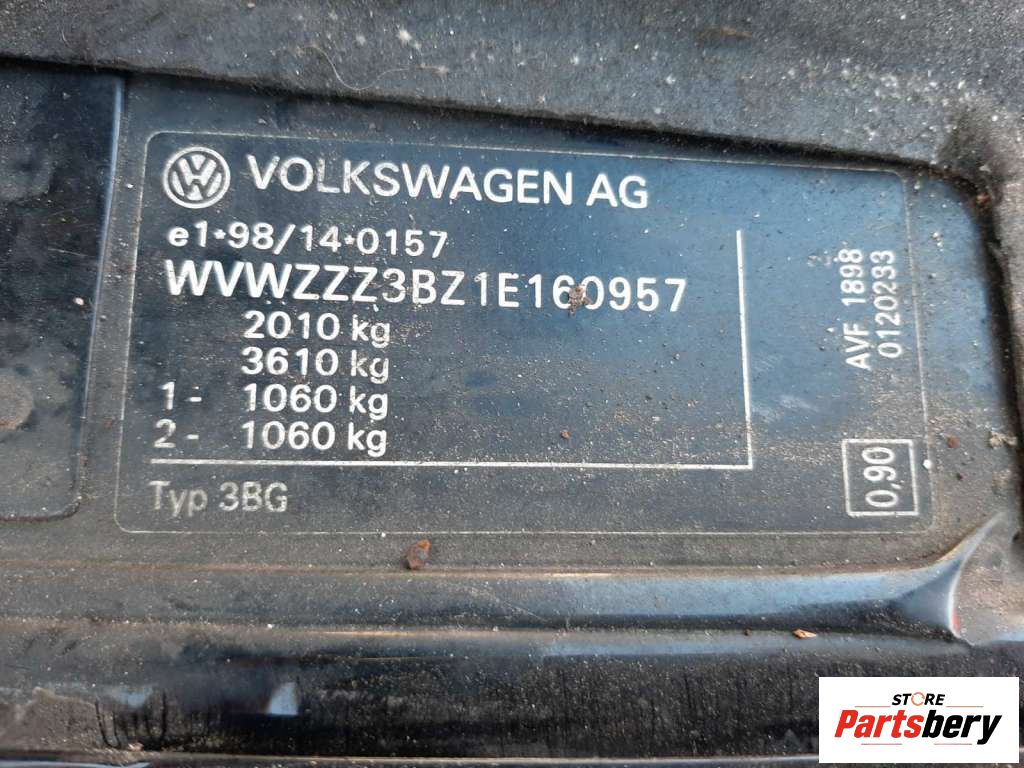 VOLKSWAGEN AG
e1*98/14*0157
WVWZZZ3BZ1E160957
2010 kg
3610 kg
1- 1060 kg
2- 1060 kg
Typ 3BG
AVF 1898
0120233
0,90
STORE
Partsbery